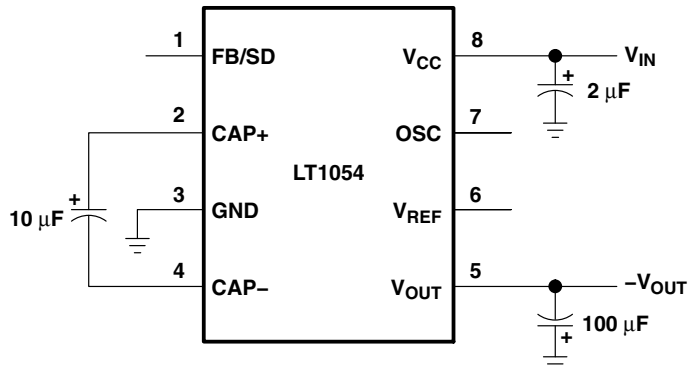 1 FB/SD VCC 8 VIN
+
2 μF
2 CAP+ OSC 7
LT1054
+
10 μF
3 GND VREF 6
4 CAP− VOUT 5 −VOUT
100 μF
+